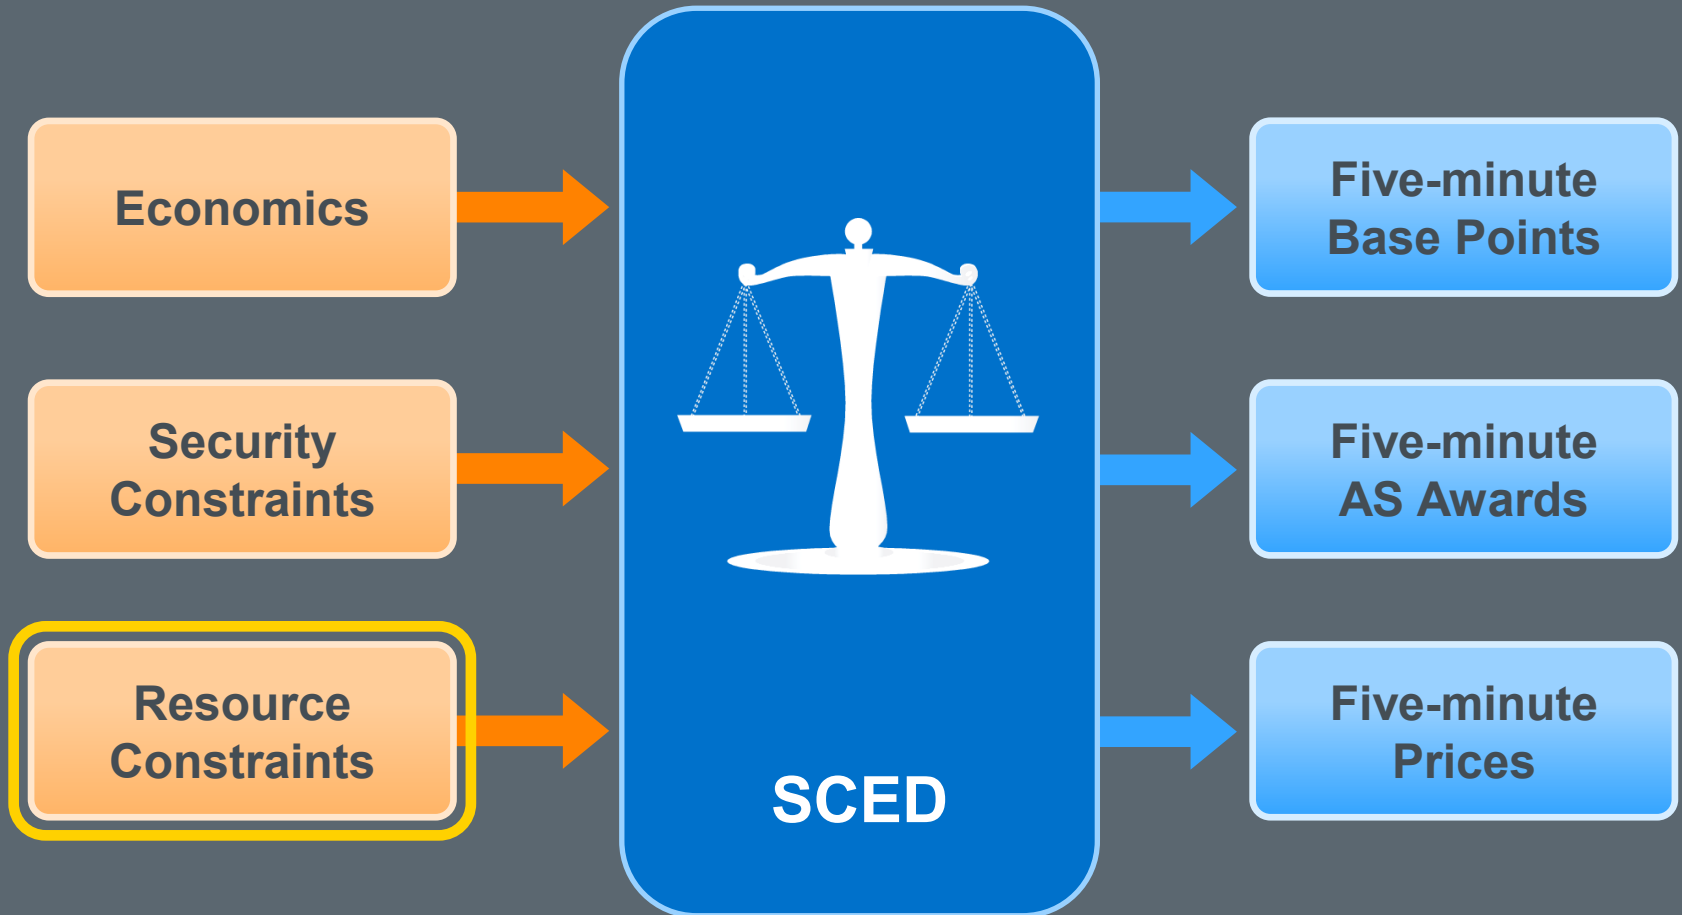 Economics
Security
Constraints
Resource
Constraints
SCED
Five-minute
Base Points
Five-minute
AS Awards
Five-minute
Prices